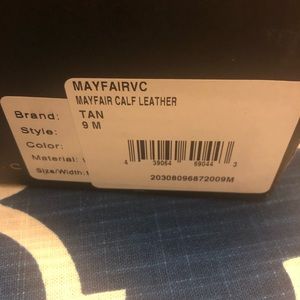 MAYFAIRVC
MAYFAIR CALF LEATHER
Brand: TAN
Style: 9 M
Color:
Material:
Size/Width:
4 39064 69044 3
20308096872009M